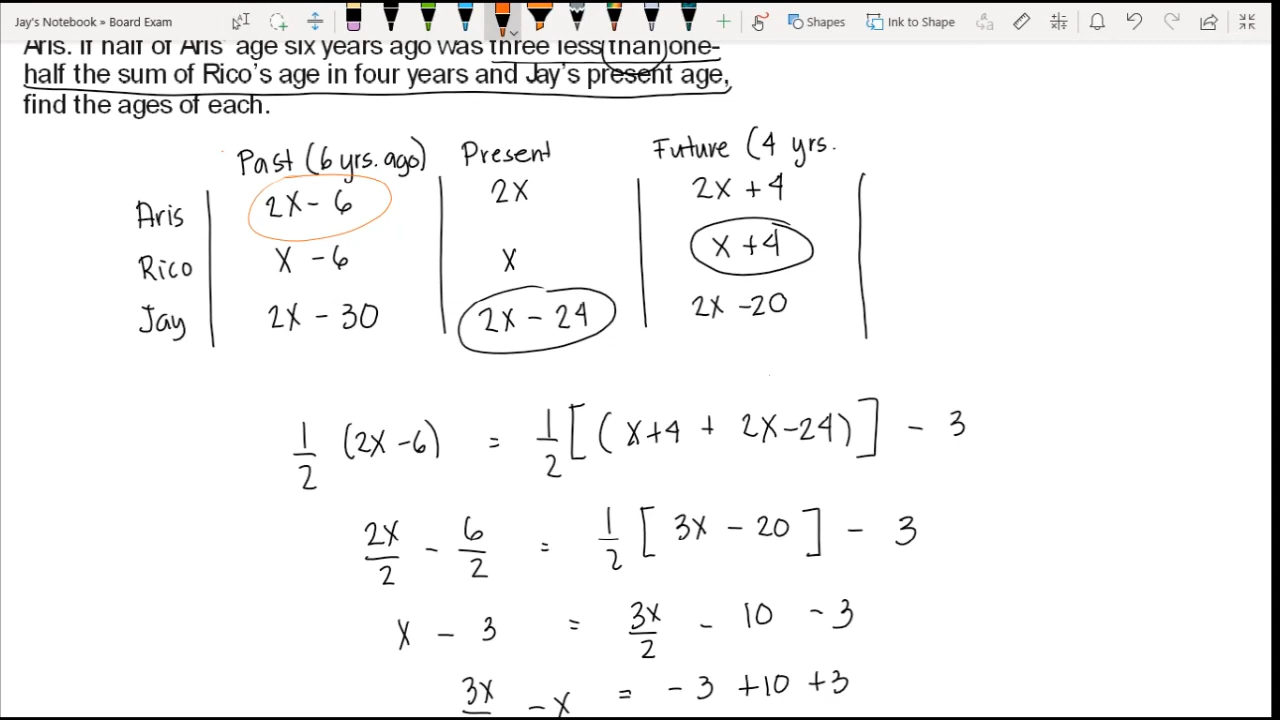 Jay's Notebook » Board Exam
Shapes
Ink to Shape
Aris. If half of Aris' age six years ago was three less than one-
half the sum of Rico's age in four years and Jay's present age,
find the ages of each.
Past (6 yrs. ago) Present Future (4 yrs.
Aris 2x - 6 2x 2x + 4
Rico x - 6 x x + 4
Jay 2x - 30 2x - 24 2x - 20
1/2 (2x - 6) = 1/2 [(x+4 + 2x-24)] - 3
2x/2 - 6/2 = 1/2 [3x - 20] - 3
x - 3 = 3x/2 - 10 - 3
3x - x = -3 +10 +3